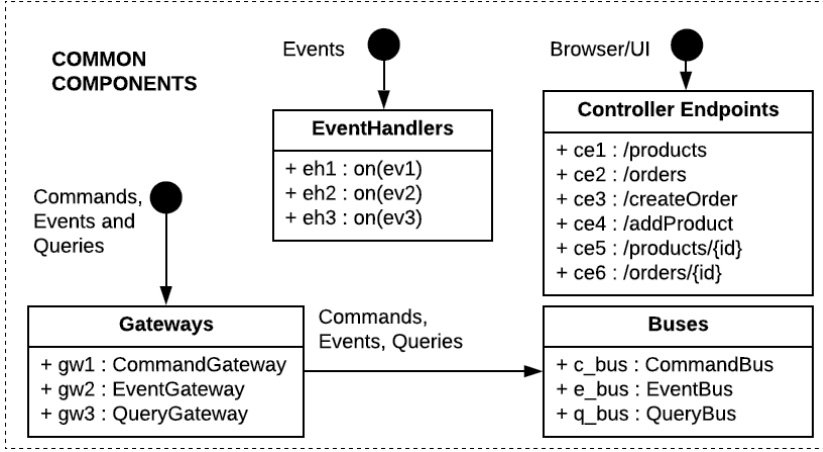 COMMON
COMPONENTS
Events
Browser/UI
EventHandlers
+ eh1 : on(ev1)
+ eh2 : on(ev2)
+ eh3 : on(ev3)
Controller Endpoints
+ ce1 : /products
+ ce2 : /orders
+ ce3 : /createOrder
+ ce4 : /addProduct
+ ce5 : /products/{id}
+ ce6 : /orders/{id}
Commands,
Events and
Queries
Gateways
+ gw1 : CommandGateway
+ gw2 : EventGateway
+ gw3 : QueryGateway
Commands,
Events, Queries
Buses
+ c_bus : CommandBus
+ e_bus : EventBus
+ q_bus : QueryBus